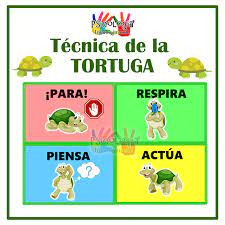 Técnica de la
TORTUGA
¡PARA!
RESPIRA
PIENSA
ACTÚA